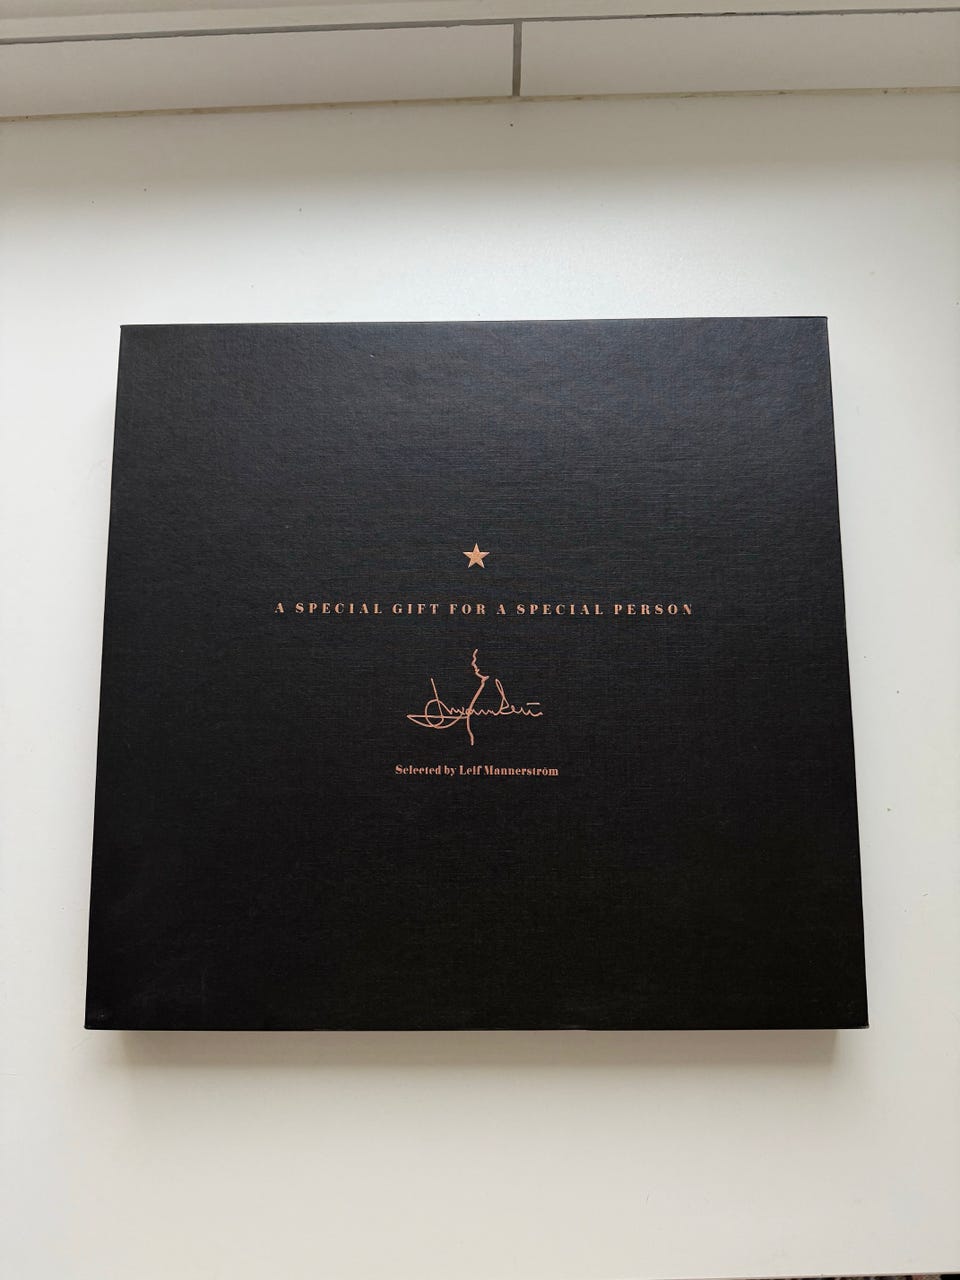 A SPECIAL GIFT FOR A SPECIAL PERSON
Selected by Leif Mannerström